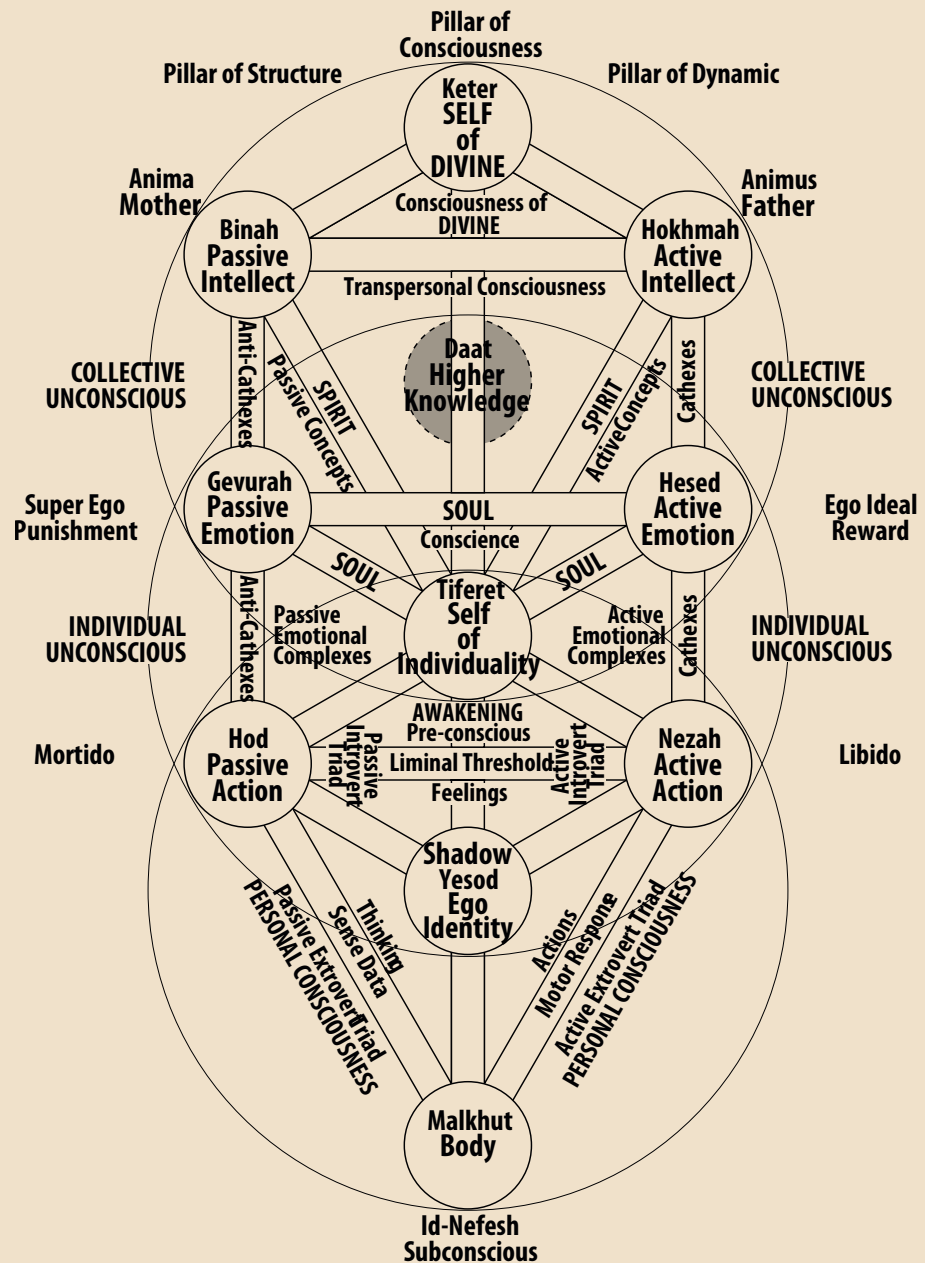 Pillar of
Consciousness
Pillar of Structure
Pillar of Dynamic
Keter
SELF
of
DIVINE
Anima
Mother
Animus
Father
Consciousness of
DIVINE
Binah
Passive
Intellect
Hokhmah
Active
Intellect
Transpersonal Consciousness
Anti-Cathexes
Passive Concepts
SPIRIT
Daat
Higher
Knowledge
SPIRIT
ActiveConcepts
Cathexes
COLLECTIVE
UNCONSCIOUS
COLLECTIVE
UNCONSCIOUS
Super Ego
Punishment
Gevurah
Passive
Emotion
SOUL
Conscience
Hesed
Active
Emotion
Ego Ideal
Reward
SOUL
SOUL
Anti-Cathexes
Passive
Emotional
Complexes
Tiferet
Self
of
Individuality
Active
Emotional
Complexes
Cathexes
INDIVIDUAL
UNCONSCIOUS
INDIVIDUAL
UNCONSCIOUS
Mortido
Hod
Passive
Action
Passive
Introvert
Triad
AWAKENING
Pre-conscious
Liminal Threshold
Feelings
Active
Introvert
Triad
Nezah
Active
Action
Libido
Shadow
Yesod
Ego
Identity
Thinking
Sense Data
Passive Extrovert Triad
PERSONAL CONSCIOUSNESS
Actions
Motor Respone
Active Extrovert Triad
PERSONAL CONSCIOUSNESS
Malkhut
Body
Id-Nefesh
Subconscious